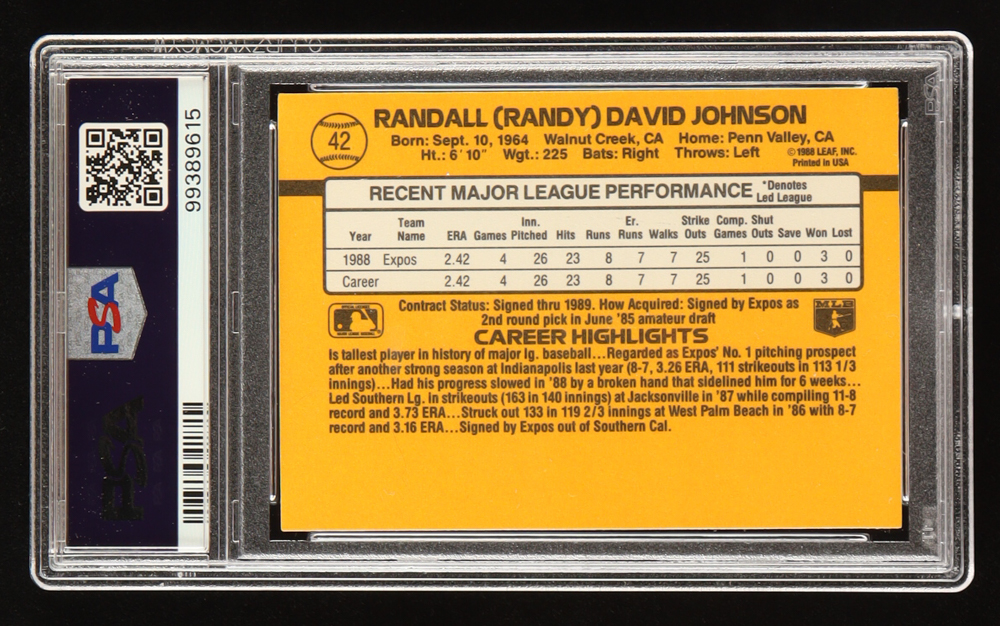 99389615
PSA
PSA
PSA
42
RANDALL (RANDY) DAVID JOHNSON
Born: Sept. 10, 1964 Walnut Creek, CA Home: Penn Valley, CA
Ht.: 6'10" Wgt.: 225 Bats: Right Throws: Left
©1988 LEAF, INC.
Printed in USA
RECENT MAJOR LEAGUE PERFORMANCE
*Denotes
Led League
Year Team Name ERA Games Inn. Pitched Hits Runs Er. Runs Walks Strike Outs Comp. Games Shut Outs Save Won Lost
1988 Expos 2.42 4 26 23 8 7 7 25 1 0 0 3 0
Career 2.42 4 26 23 8 7 7 25 1 0 0 3 0
Contract Status: Signed thru 1989. How Acquired: Signed by Expos as
2nd round pick in June '85 amateur draft
MLB
CAREER HIGHLIGHTS
Is tallest player in history of major lg. baseball...Regarded as Expos' No. 1 pitching prospect
after another strong season at Indianapolis last year (8-7, 3.26 ERA, 111 strikeouts in 113 1/3
innings)...Had his progress slowed in '88 by a broken hand that sidelined him for 6 weeks...
Led Southern Lg. in strikeouts (163 in 140 innings) at Jacksonville in '87 while compiling 11-8
record and 3.73 ERA...Struck out 133 in 119 2/3 innings at West Palm Beach in '86 with 8-7
record and 3.16 ERA...Signed by Expos out of Southern Cal.